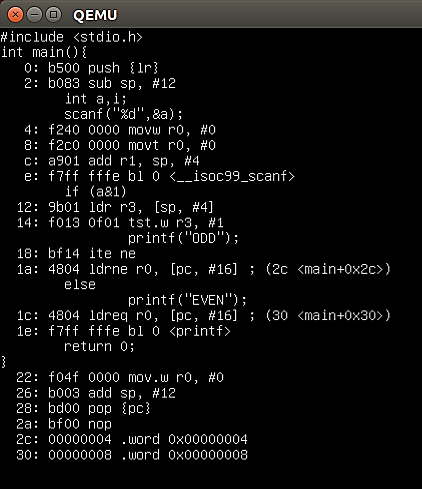 QEMU
#include <stdio.h>
int main(){
   0: b500 push {lr}
   2: b083 sub sp, #12
        int a,i;
        scanf("%d",&a);
   4: f240 0000 movw r0, #0
   8: f2c0 0000 movt r0, #0
   c: a901 add r1, sp, #4
   e: f7ff fffe bl 0 <__isoc99_scanf>
        if (a&1)
  12: 9b01 ldr r3, [sp, #4]
  14: f013 0f01 tst.w r3, #1
                printf("ODD");
  18: bf14 ite ne
  1a: 4804 ldrne r0, [pc, #16] ; (2c <main+0x2c>)
        else
                printf("EVEN");
  1c: 4804 ldreq r0, [pc, #16] ; (30 <main+0x30>)
  1e: f7ff fffe bl 0 <printf>
        return 0;
}
  22: f04f 0000 mov.w r0, #0
  26: b003 add sp, #12
  28: bd00 pop {pc}
  2a: bf00 nop
  2c: 00000004 .word 0x00000004
  30: 00000008 .word 0x00000008